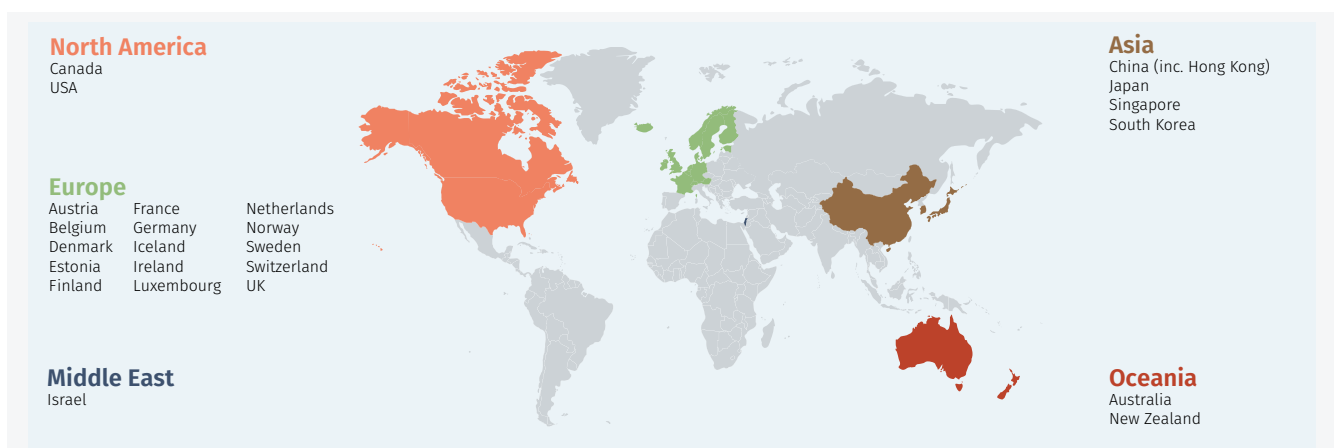 North America
Canada
USA
Europe
Austria
Belgium
Denmark
Estonia
Finland
France
Germany
Iceland
Ireland
Luxembourg
Netherlands
Norway
Sweden
Switzerland
UK
Middle East
Israel
Asia
China (inc. Hong Kong)
Japan
Singapore
South Korea
Oceania
Australia
New Zealand